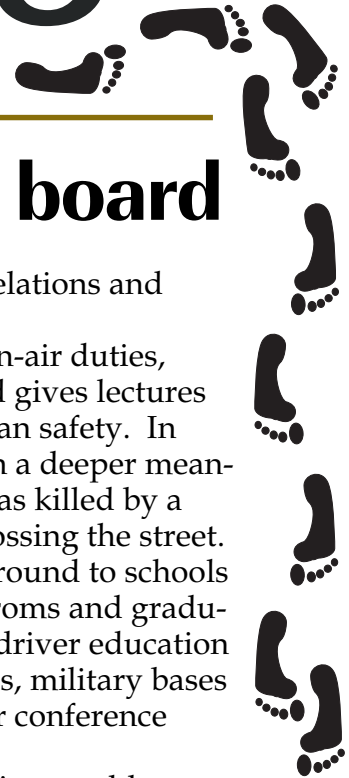 board
elations and
n-air duties,
gives lectures
an safety. In
a deeper mean-
as killed by a
ossing the street.
round to schools
roms and gradu-
driver education
s, military bases
r conference